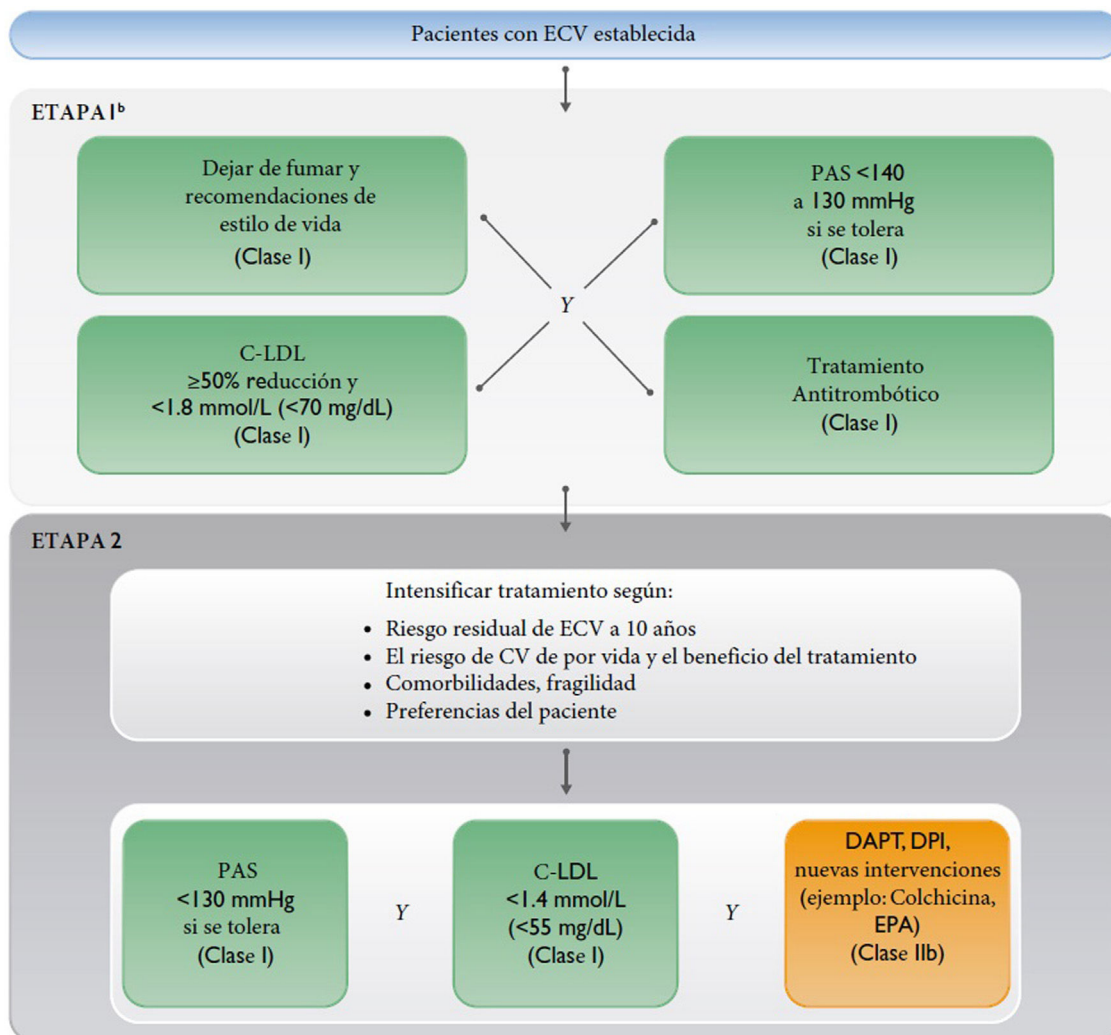 Pacientes con ECV establecida
ETAPA Iᵇ
Dejar de fumar y
recomendaciones de
estilo de vida
(Clase I)
PAS <140
a 130 mmHg
si se tolera
(Clase I)
Y
C-LDL
≥50% reducción y
<1.8 mmol/L (<70 mg/dL)
(Clase I)
Tratamiento
Antitrombótico
(Clase I)
ETAPA 2
Intensificar tratamiento según:
• Riesgo residual de ECV a 10 años
• El riesgo de CV de por vida y el beneficio del tratamiento
• Comorbilidades, fragilidad
• Preferencias del paciente
PAS
<130 mmHg
si se tolera
(Clase I)
Y
C-LDL
<1.4 mmol/L
(<55 mg/dL)
(Clase I)
Y
DAPT, DPI,
nuevas intervenciones
(ejemplo: Colchicina,
EPA)
(Clase IIb)